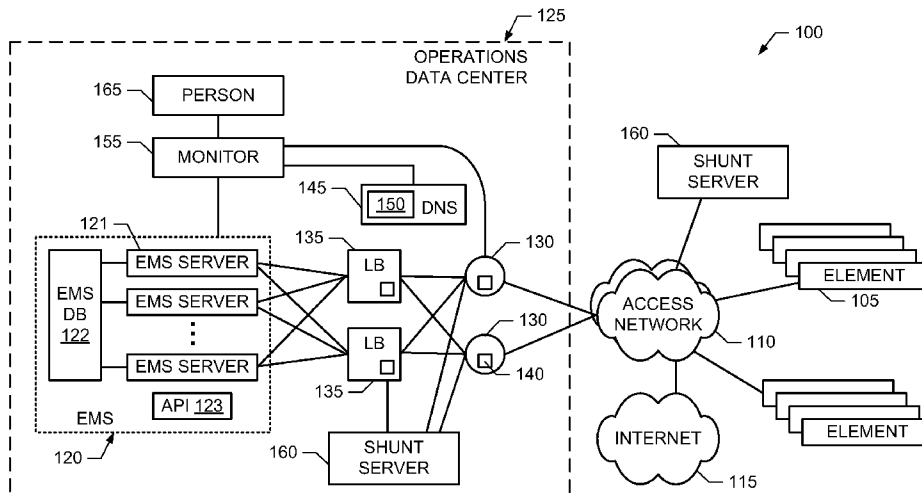 125
100
OPERATIONS
DATA CENTER
165
PERSON
155
MONITOR
160
SHUNT
SERVER
145
150
DNS
121
135
130
EMS SERVER
LB
EMS
DB
122
EMS SERVER
ELEMENT
105
ACCESS
NETWORK
110
130
EMS SERVER
LB
135
140
API 123
EMS
120
160
SHUNT
SERVER
INTERNET
115
ELEMENT